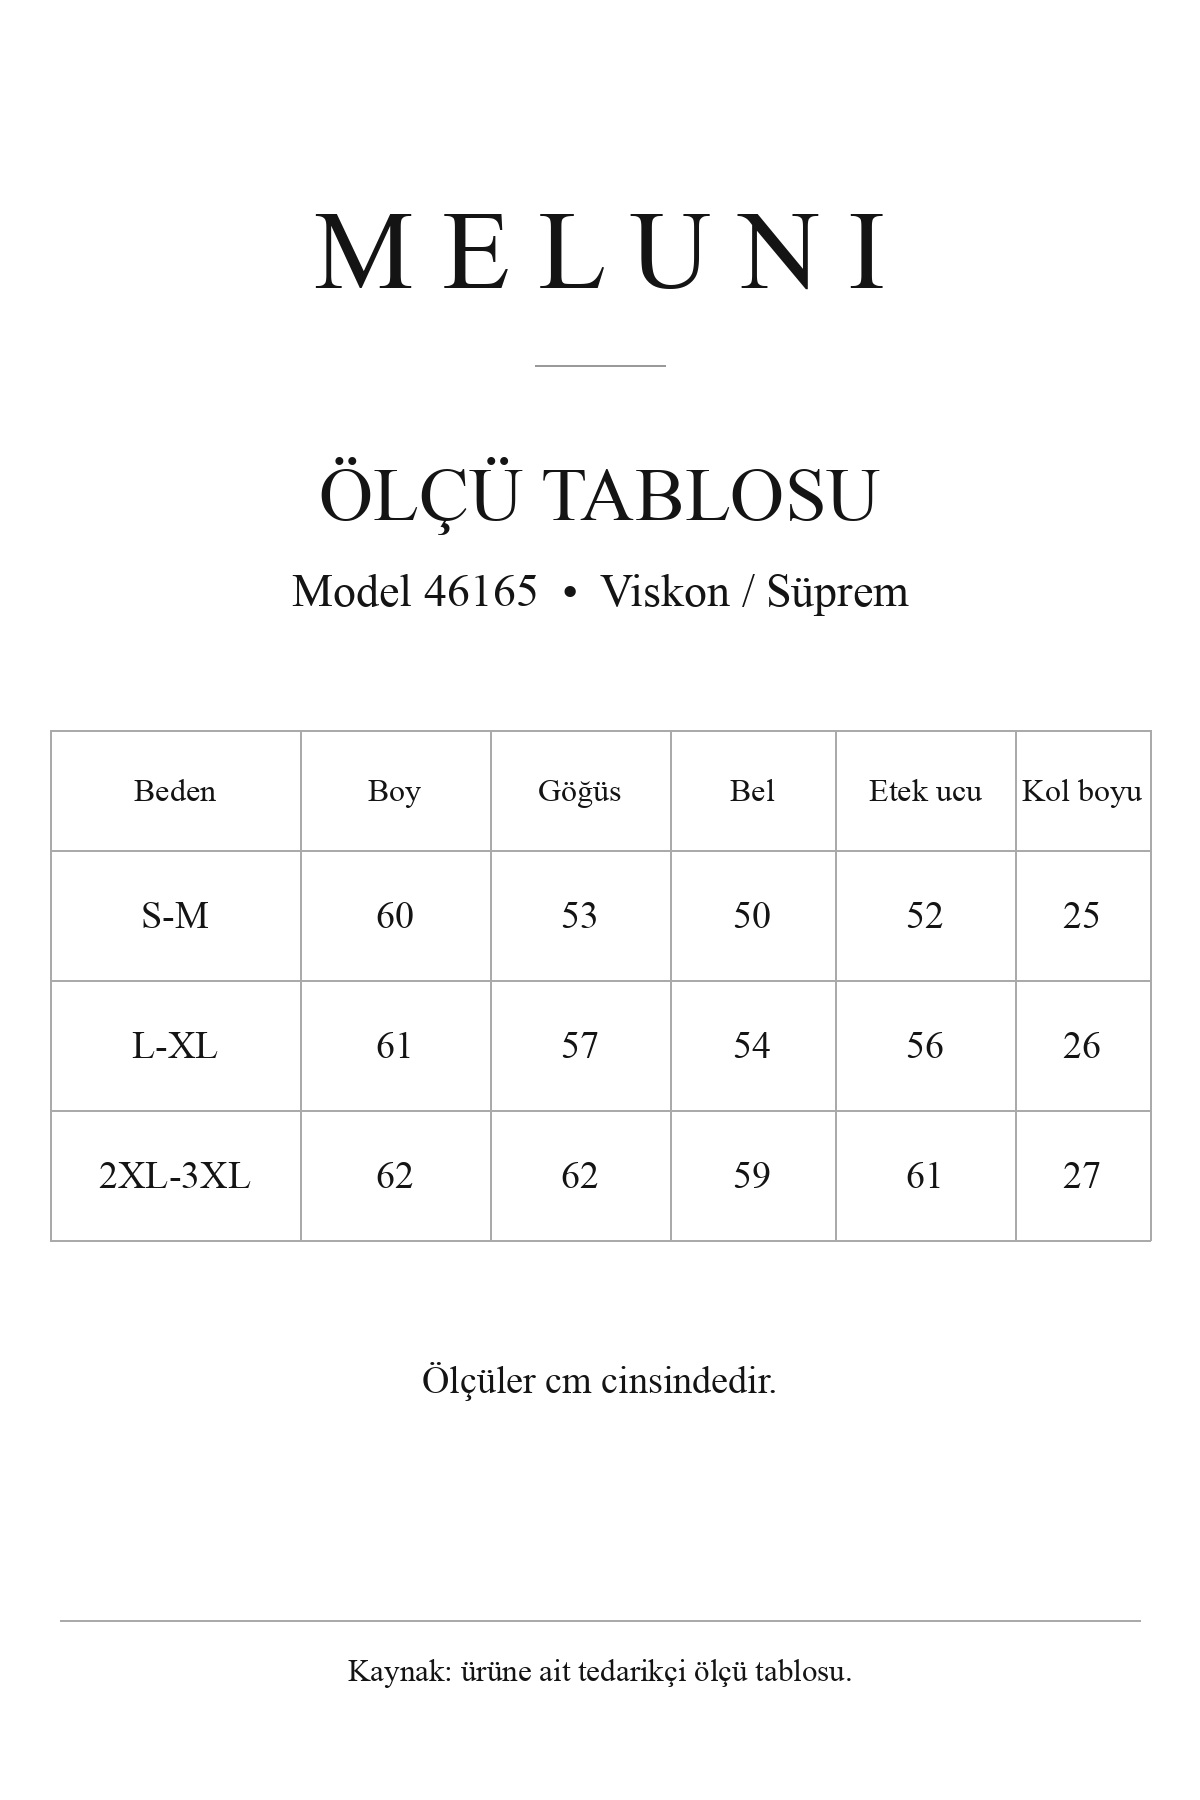 MELUNI
ÖLÇÜ TABLOSU
Model 46165 • Viskon / Süprem
Beden Boy Göğüs Bel Etek ucu Kol boyu
S-M 60 53 50 52 25
L-XL 61 57 54 56 26
2XL-3XL 62 62 59 61 27
Ölçüler cm cinsindedir.
Kaynak: ürüne ait tedarikçi ölçü tablosu.